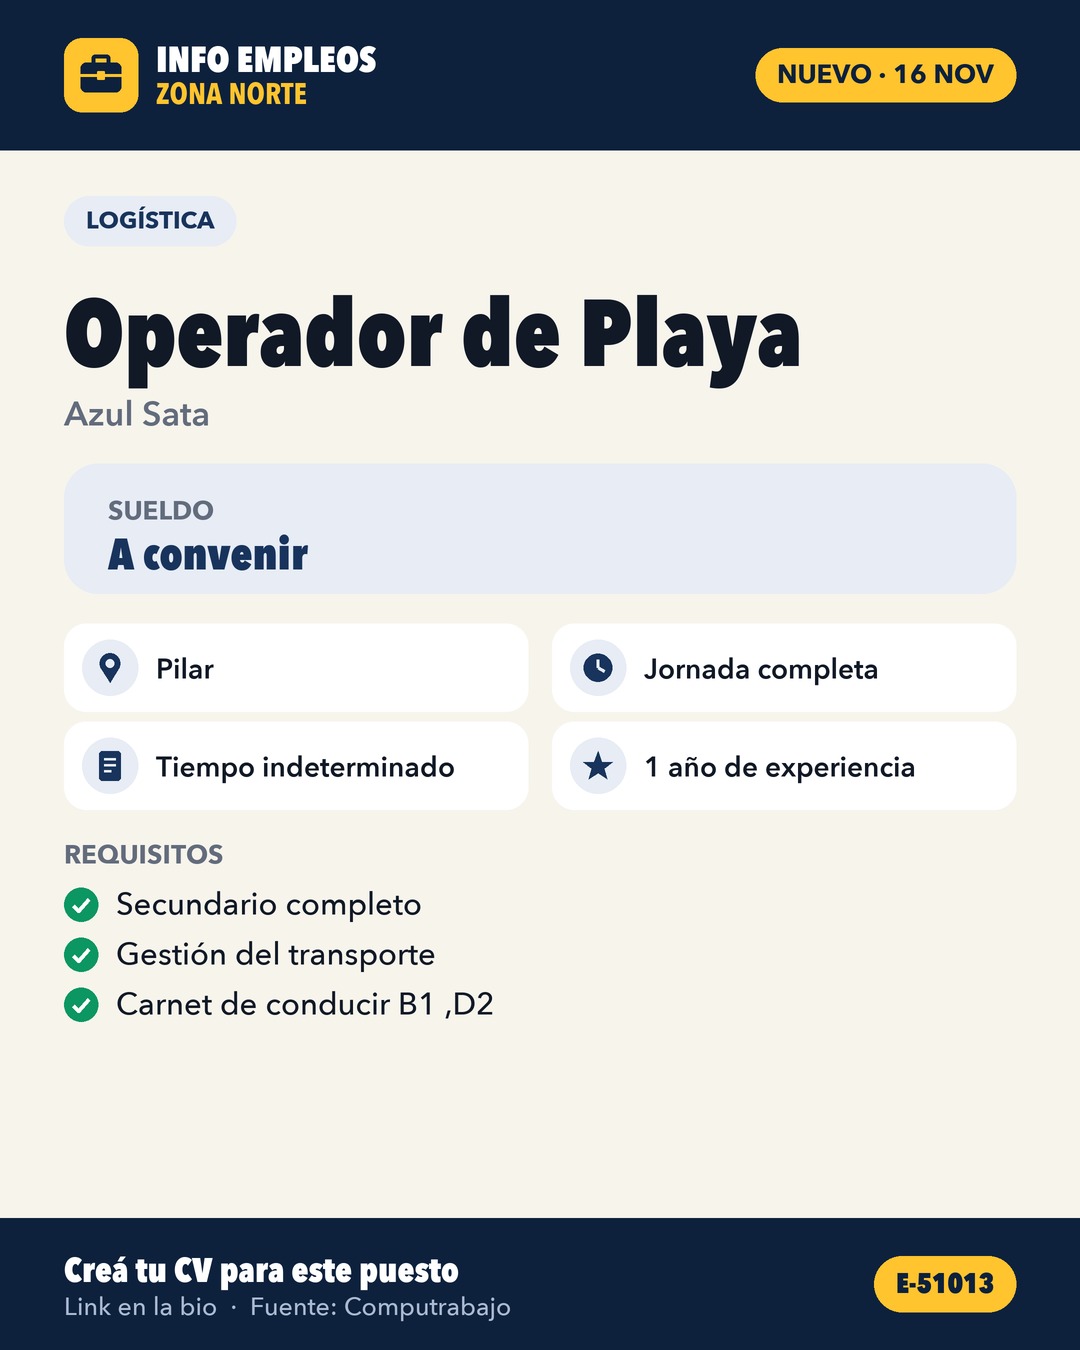 INFO EMPLEOS
ZONA NORTE
NUEVO · 16 NOV
LOGÍSTICA
Operador de Playa
Azul Sata
SUELDO
A convenir
Pilar
Jornada completa
Tiempo indeterminado
1 año de experiencia
REQUISITOS
Secundario completo
Gestión del transporte
Carnet de conducir B1 ,D2
Creá tu CV para este puesto
Link en la bio · Fuente: Computrabajo
E-51013